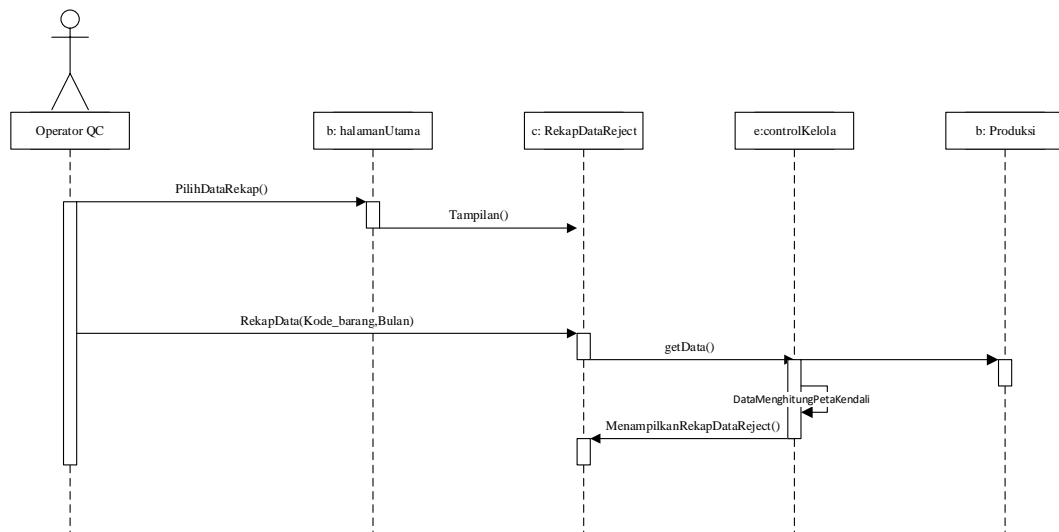 Operator QC
b: halamanUtama
c: RekapDataReject
e:controlKelola
b: Produksi
PilihDataRekap()
Tampilan()
RekapData(Kode_barang,Bulan)
getData()
DataMenghitungPetaKendali
MenampilkanRekapDataReject()